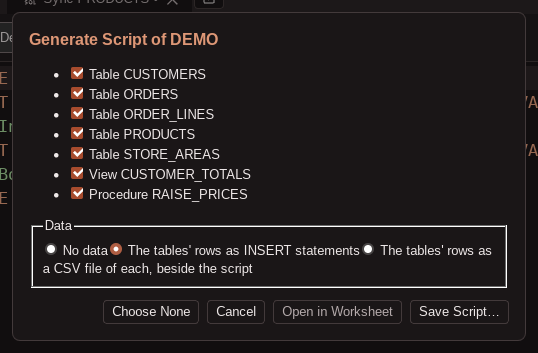 Sync PRODUCTS
Generate Script of DEMO
Table CUSTOMERS
Table ORDERS
Table ORDER_LINES
Table PRODUCTS
Table STORE_AREAS
View CUSTOMER_TOTALS
Procedure RAISE_PRICES
Data
No data The tables' rows as INSERT statements The tables' rows as
a CSV file of each, beside the script
Choose None Cancel Open in Worksheet Save Script…